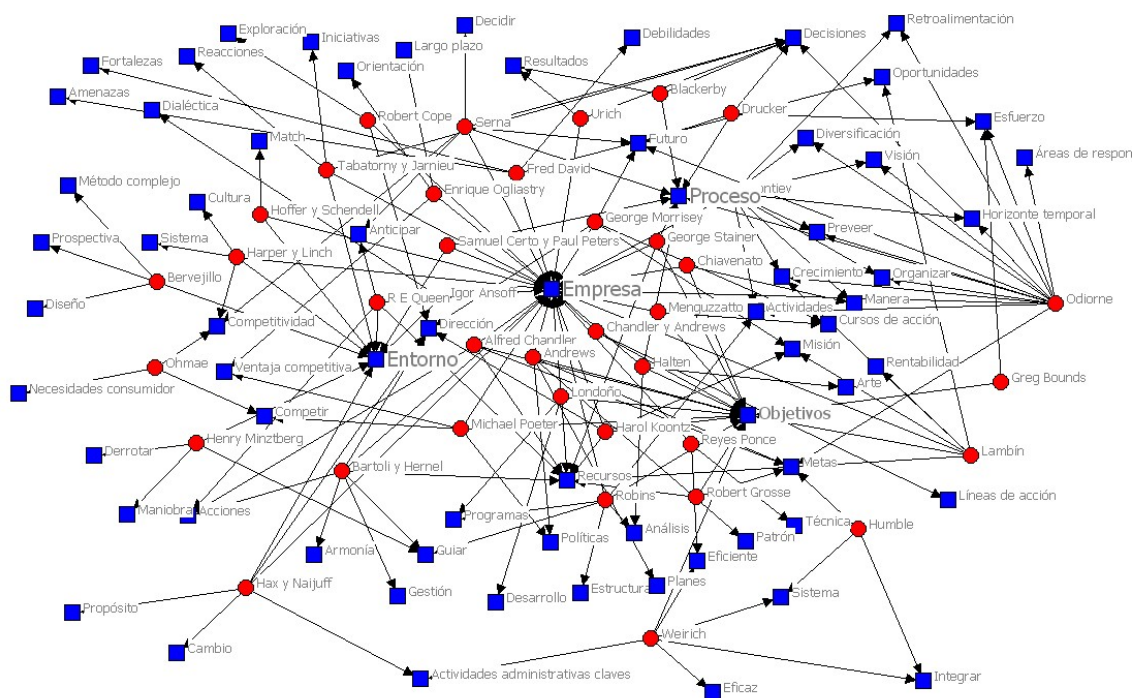 Decidir
Retroalimentación
Exploración
Iniciativas
Debilidades
Decisiones
Largo plazo
Reacciones
Fortalezas
Orientación
Resultados
Oportunidades
Blackerby
Amenazas
Dialéctica
Drucker
Robert Cope
Serna
Urich
Esfuerzo
Match
Futuro
Diversificación
Visión
Áreas de respon
Tabatorny y Jarnieu
Fred David
Método complejo
Cultura
Enrique Ogliastry
Proceso
ontiev
Hoffer y Schendell
George Morrisey
Horizonte temporal
Anticipar
Preveer
Prospectiva
Sistema
Samuel Certo y Paul Peters
George Stainer
Harper y Linch
Chiavenato
Bervejillo
Crecimiento
Organizar
Igor Ansoff
Empresa
R E Queen
Manera
Odiorne
Diseño
Menguzzatto
Actividades
Competitividad
Dirección
Chandler y Andrews
Cursos de acción
Alfred Chandler
Misión
Entorno
Andrews
Ohmae
Ventaja competitiva
Halten
Rentabilidad
Greg Bounds
Necesidades consumidor
Londoño
Arte
Competir
Objetivos
Michael Poeter
Harol Koontz
Henry Minztberg
Reyes Ponce
Derrotar
Lambín
Bartoli y Hernel
Metas
Recursos
Robert Grosse
Robins
Líneas de acción
Maniobra
Acciones
Programas
Técnica
Humble
Análisis
Políticas
Patrón
Armonía
Guiar
Eficiente
Hax y Naijuff
Gestión
Planes
Estructura
Desarrollo
Sistema
Propósito
Weirich
Cambio
Actividades administrativas claves
Integrar
Eficaz